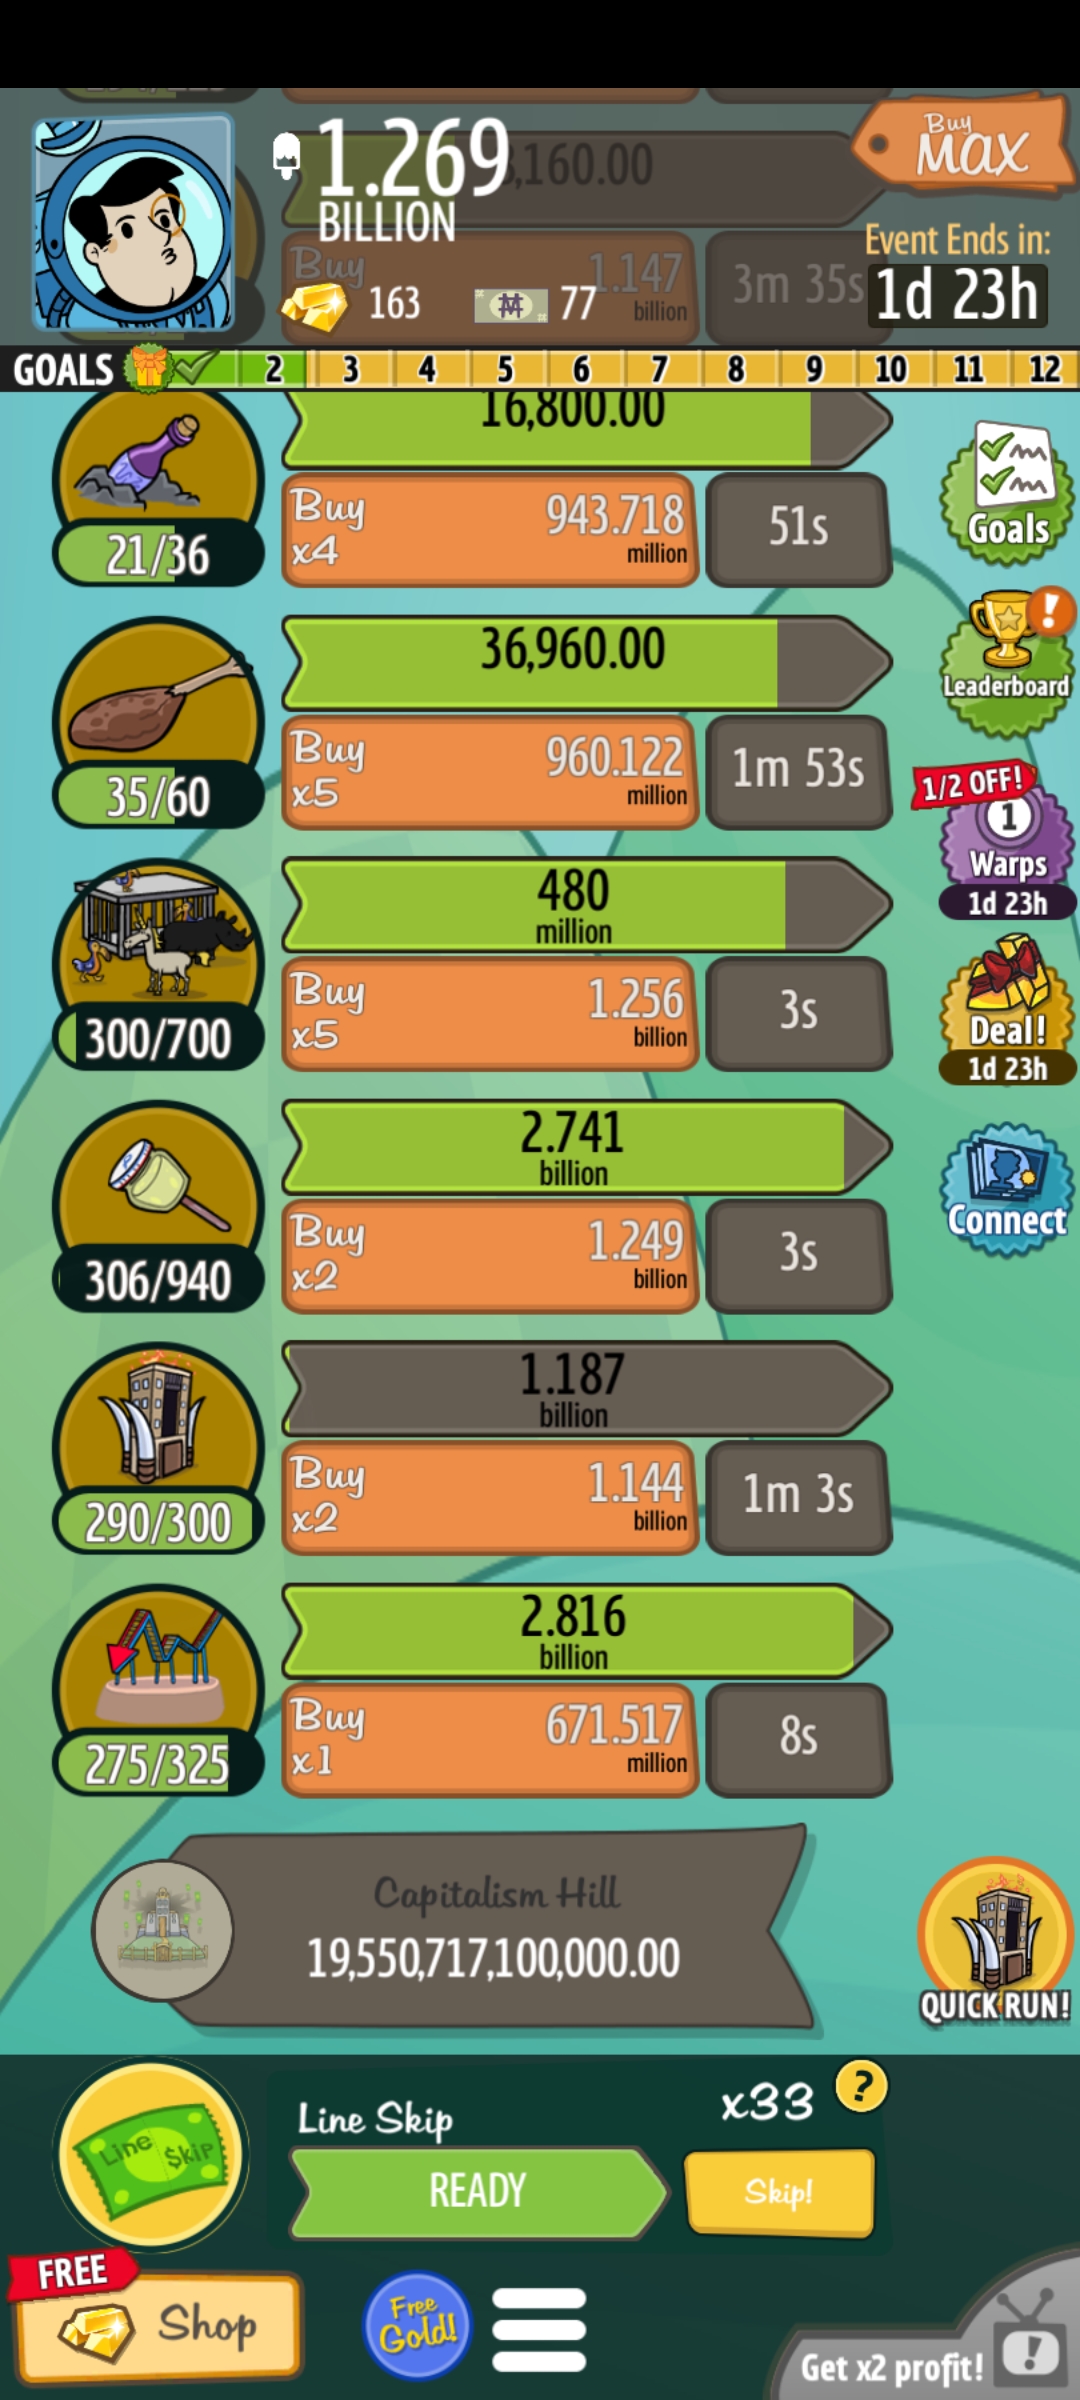 1.269
BILLION
3,160.00
Buy
MAX
Buy
1.147
billion
3m 35s
163
77
Event Ends in:
1d 23h
GOALS 2 3 4 5 6 7 8 9 10 11 12
16,800.00
Buy
x4
943.718
million
51s
21/36
Goals
36,960.00
Buy
x5
960.122
million
1m 53s
35/60
Leaderboard
1/2 OFF!
1
Warps
1d 23h
480
million
Buy
x5
1.256
billion
3s
300/700
Deal!
1d 23h
2.741
billion
Buy
x2
1.249
billion
3s
306/940
Connect
1.187
billion
Buy
x2
1.144
billion
1m 3s
290/300
2.816
billion
Buy
x1
671.517
million
8s
275/325
Capitalism Hill
19,550,717,100,000.00
QUICK RUN!
Line $kip
Line Skip
x33
?
READY
Skip!
FREE
Shop
Free
Gold!
Get x2 profit!